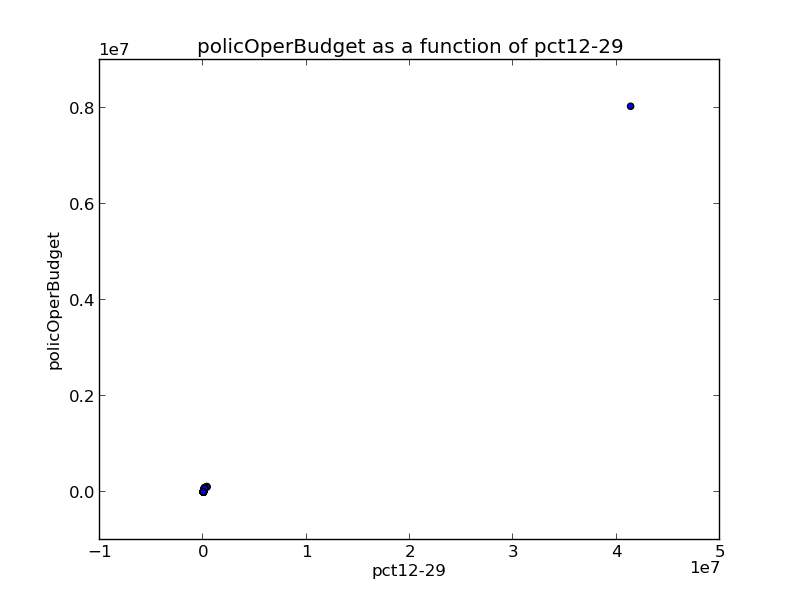 policOperBudget as a function of pct12-29
1e7
0.8
0.6
0.4
0.2
0.0
policOperBudget
−1 0 1 2 3 4 5
1e7
pct12-29